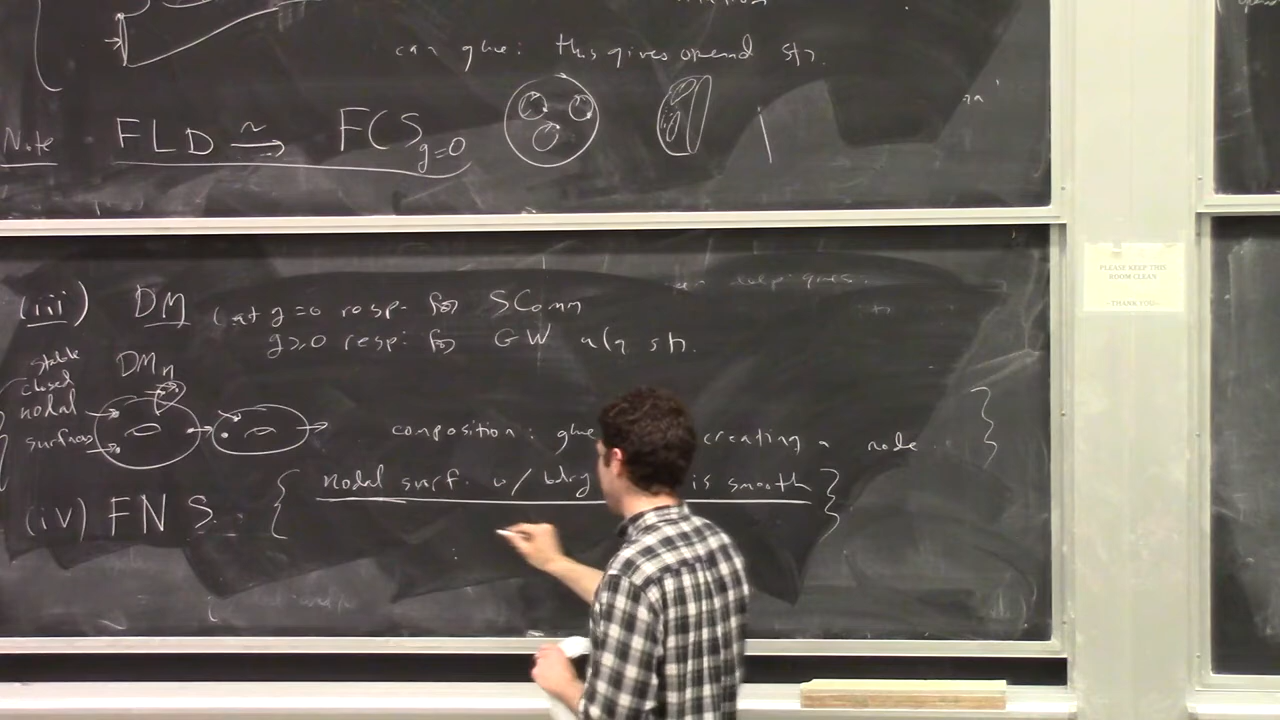 can glue: this gives operad str.
Note FLD ~→ FCS g=0
(iii) DM (at g=0 resp. for SComm
g≥0 resp. for GW alg str.
stable
closed
nodal
surfaces
DMn
composition: glue creating a node.
{ nodal surf. w/ bdry is smooth }
(iv) FNS.
PLEASE KEEP THIS
ROOM CLEAN
-THANK YOU-